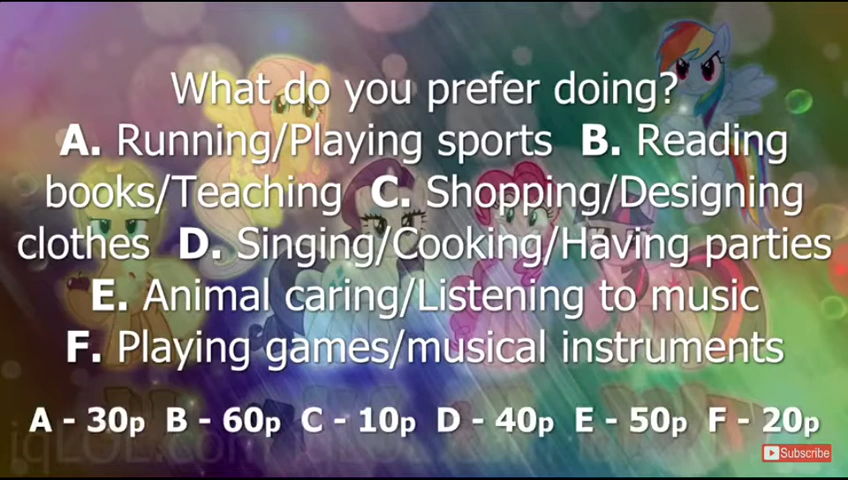 What do you prefer doing?
A. Running/Playing sports B. Reading
books/Teaching C. Shopping/Designing
clothes D. Singing/Cooking/Having parties
E. Animal caring/Listening to music
F. Playing games/musical instruments
A - 30p B - 60p C - 10p D - 40p E - 50p F - 20p
Subscribe